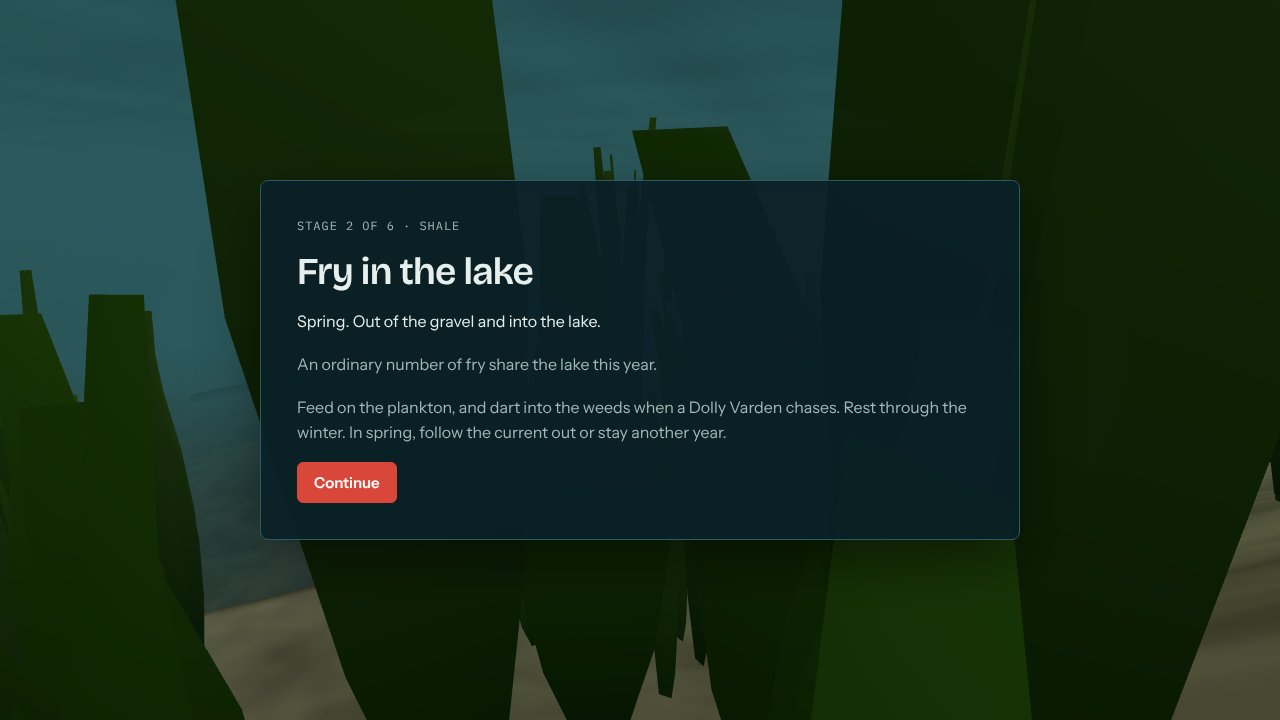 STAGE 2 OF 6 · SHALE
Fry in the lake
Spring. Out of the gravel and into the lake.
An ordinary number of fry share the lake this year.
Feed on the plankton, and dart into the weeds when a Dolly Varden chases. Rest through the
winter. In spring, follow the current out or stay another year.
Continue